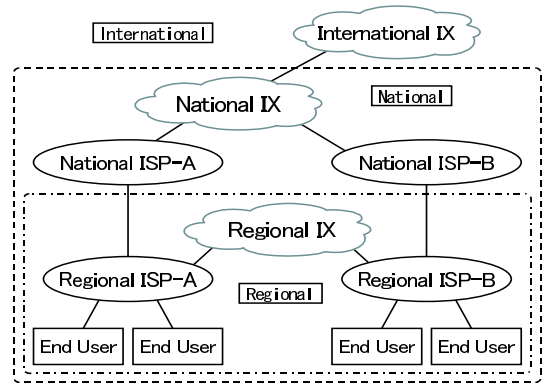 International
International IX
National IX
National
National ISP-A
National ISP-B
Regional IX
Regional ISP-A
Regional ISP-B
Regional
End User
End User
End User
End User